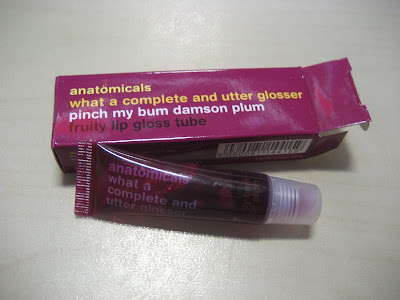 anatomicals
what a complete and utter glosser
pinch my bum damson plum
fruity lip gloss tube
anatomicals
what a
complete and
utter glosser